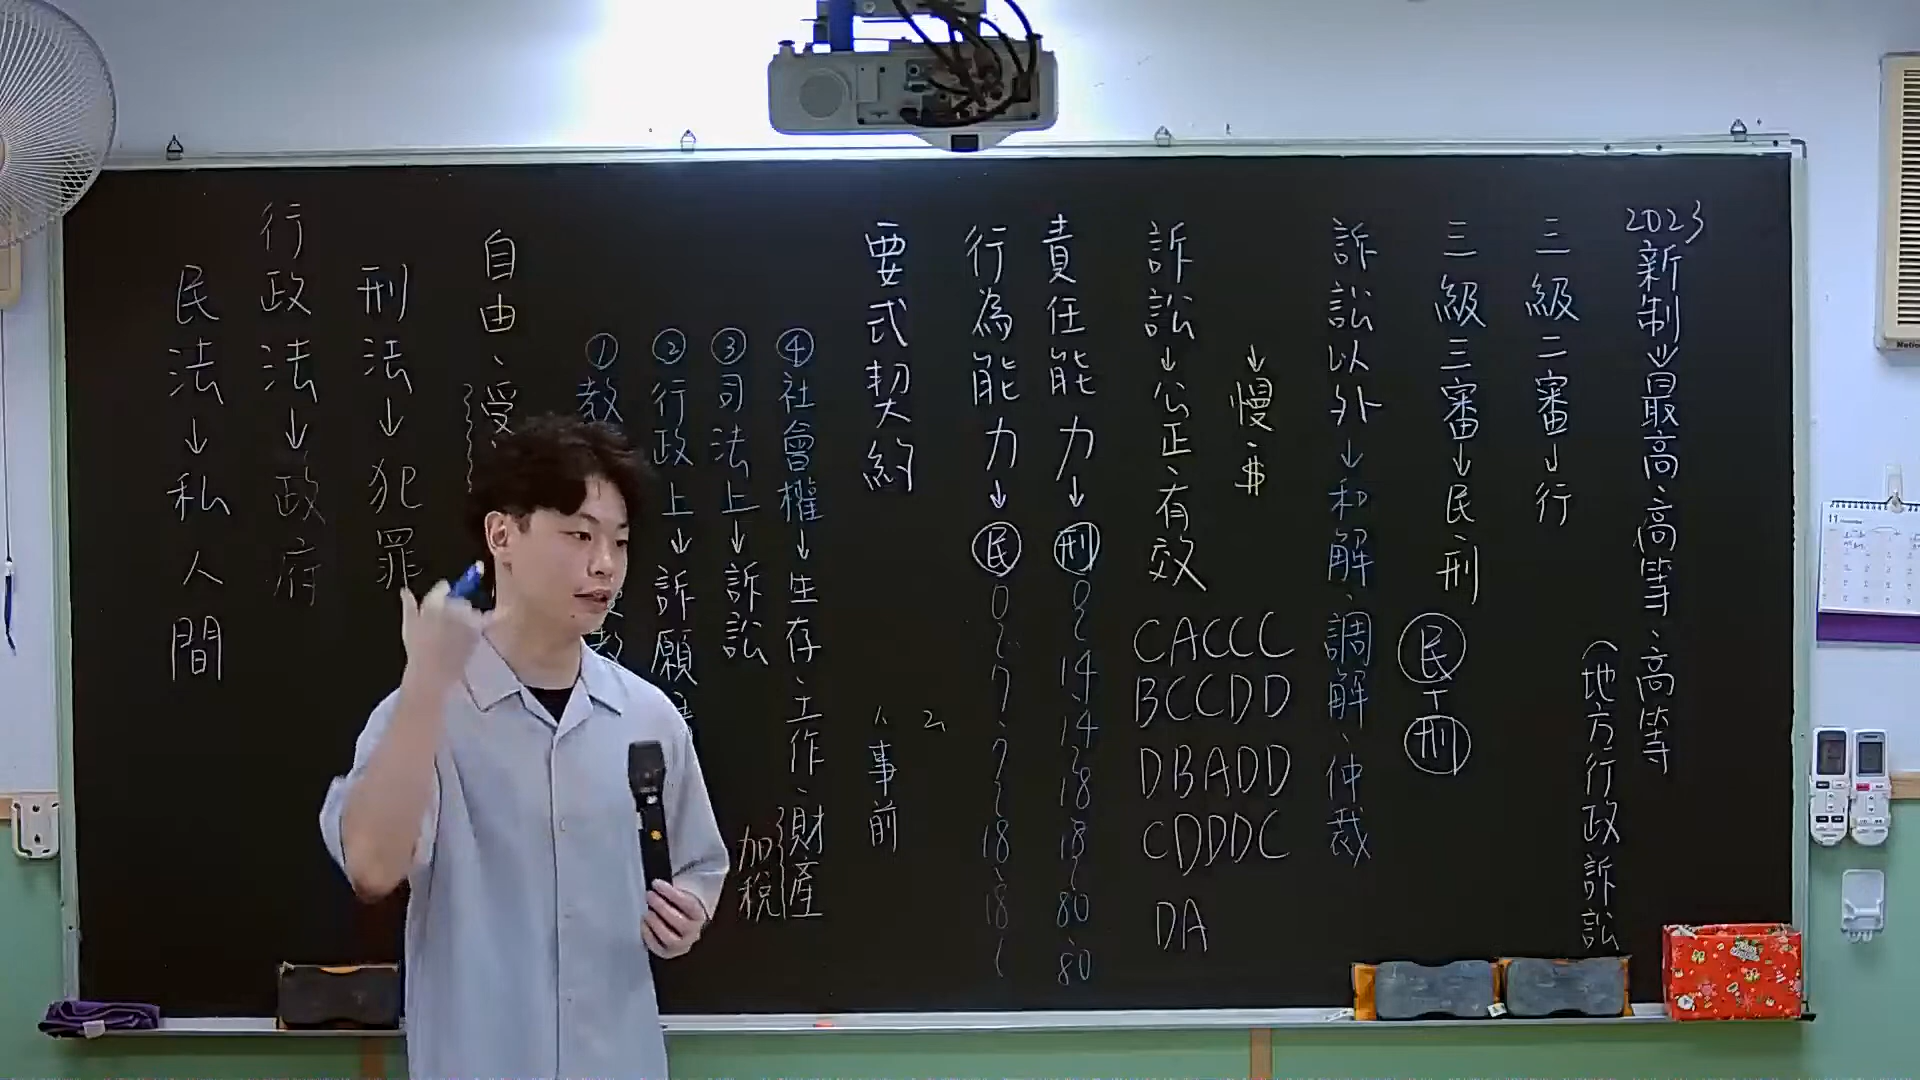 2023新制→最高、高等、高等
(地方行政訴訟
三級二審→行
三級三審→民、刑
民+刑
訴訟以外→和解、調解、仲裁
→慢、$
訴訟→公正、有效
CACCC
BCCDD
DBADD
CDDDC
DA
責任能力→刑
0~14、14~18、18~80、80
行為能力→民
0~7、7~18、18~
要式契約
1、事前
2、
④社會權→生存、工作、財產
加稅
③司法上→訴訟
②行政上→訴願
①教
自由、受
刑法→犯罪
行政法→政府
民法→私人間
11